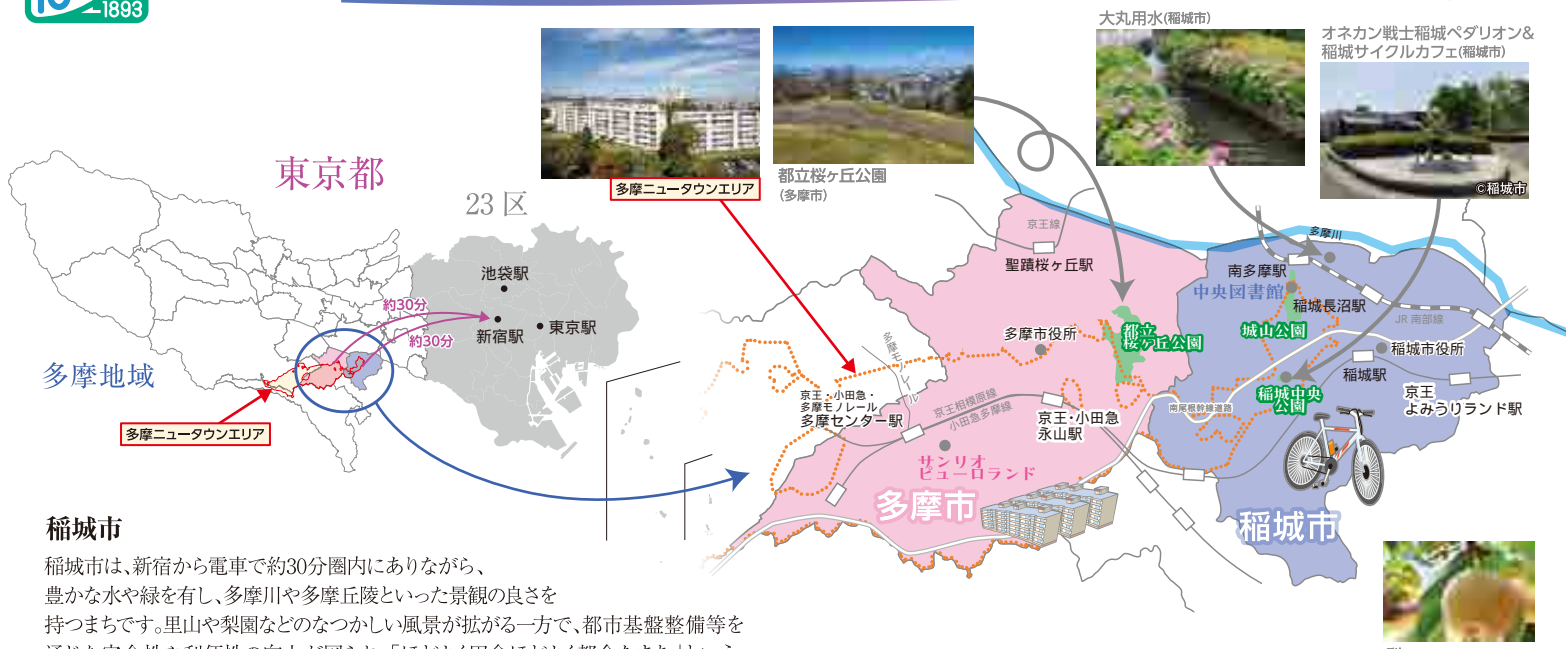 1893
東京都
23区
池袋駅
新宿駅
東京駅
約30分
約30分
多摩地域
多摩ニュータウンエリア
多摩ニュータウンエリア
都立桜ヶ丘公園
(多摩市)
大丸用水(稲城市)
オネカン戦士稲城ペダリオン&
稲城サイクルカフェ(稲城市)
©稲城市
京王線
聖蹟桜ヶ丘駅
多摩川
南多摩駅
中央図書館
稲城長沼駅
JR 南部線
城山公園
稲城市役所
稲城駅
京王
よみうりランド駅
稲城中央
公園
南尾根幹線道路
都立
桜ヶ丘公園
多摩市役所
多摩モノレール
京王・小田急・
多摩モノレール
多摩センター駅
京王相模原線
小田急多摩線
京王・小田急
永山駅
サンリオ
ピューロランド
多摩市
稲城市
稲城市
稲城市は、新宿から電車で約30分圏内にありながら、
豊かな水や緑を有し、多摩川や多摩丘陵といった景観の良さを
持つまちです。里山や梨園などのなつかしい風景が拡がる一方で、都市基盤整備等を